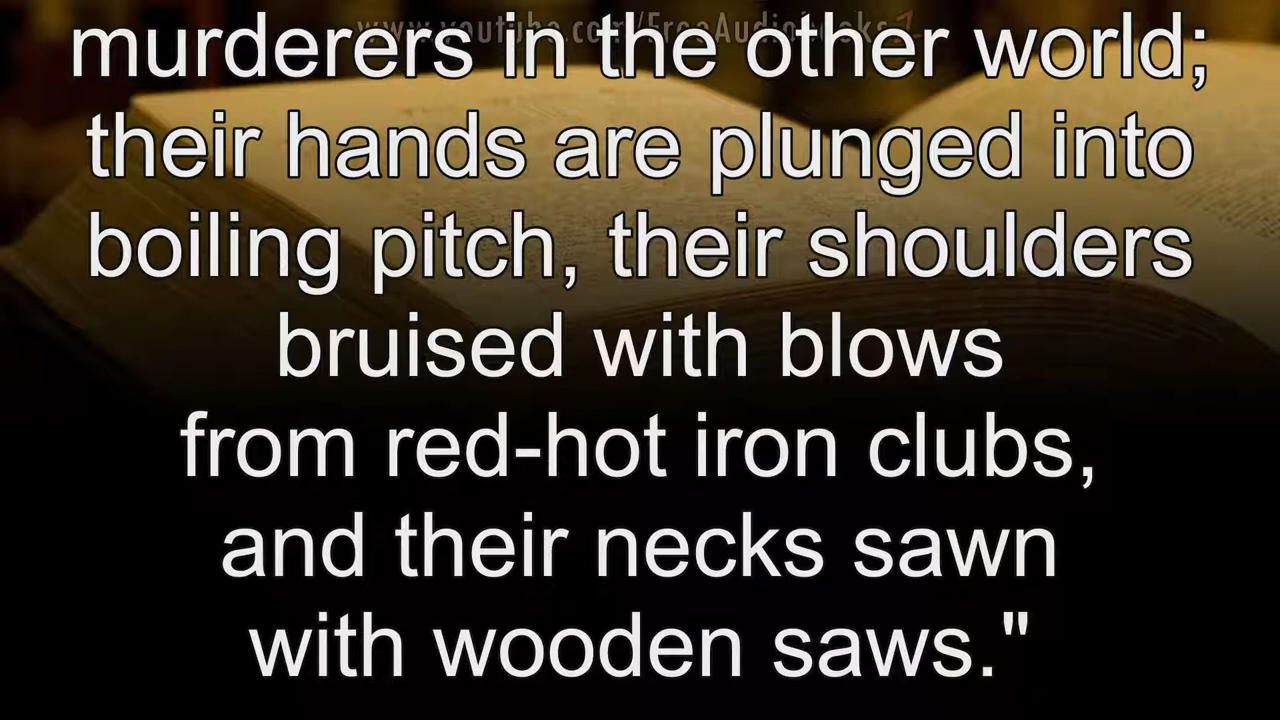 www.youtube.com/FreeAudiobooks
murderers in the other world;
their hands are plunged into
boiling pitch, their shoulders
bruised with blows
from red-hot iron clubs,
and their necks sawn
with wooden saws."